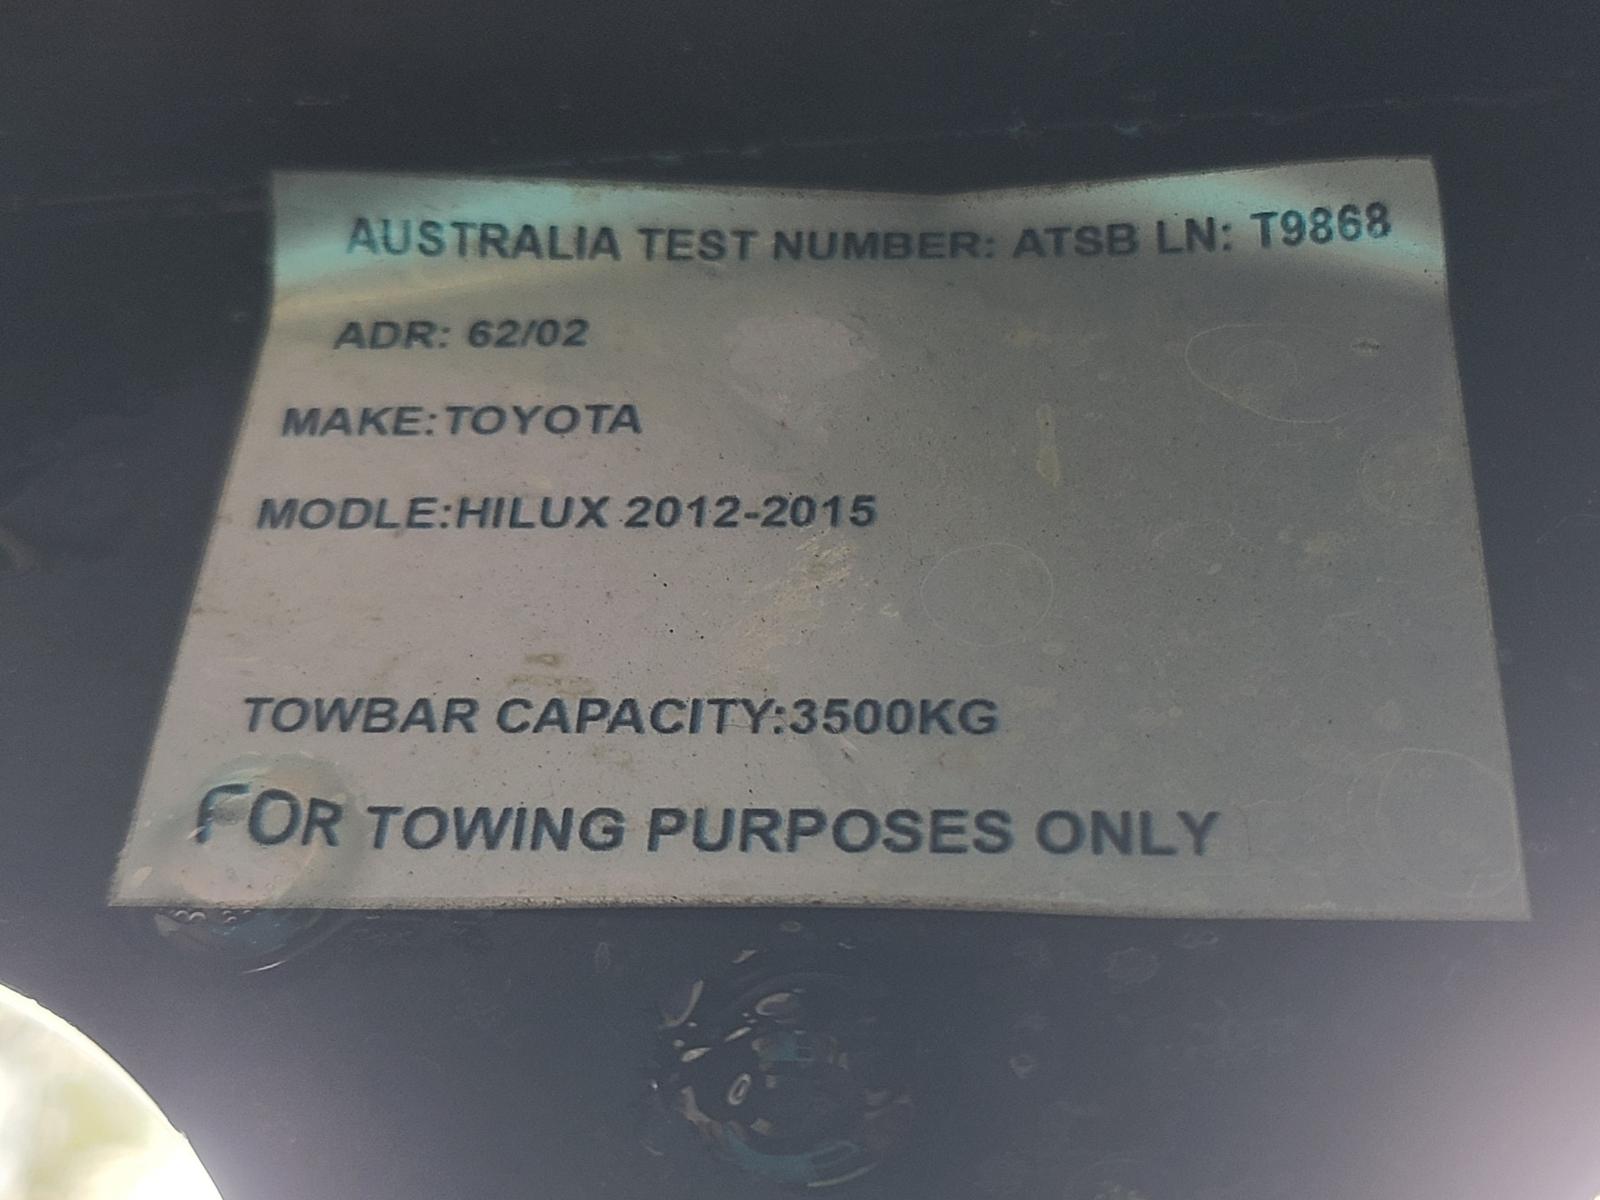 AUSTRALIA TEST NUMBER: ATSB LN: T9868
ADR: 62/02
MAKE:TOYOTA
MODLE:HILUX 2012-2015
TOWBAR CAPACITY:3500KG
FOR TOWING PURPOSES ONLY